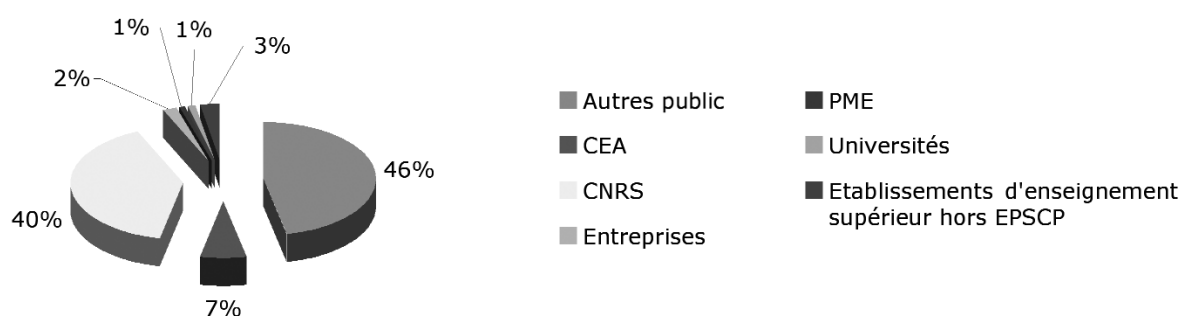 1%
1%
3%
2%
46%
40%
7%
Autres public
CEA
CNRS
Entreprises
PME
Universités
Etablissements d'enseignement
supérieur hors EPSCP